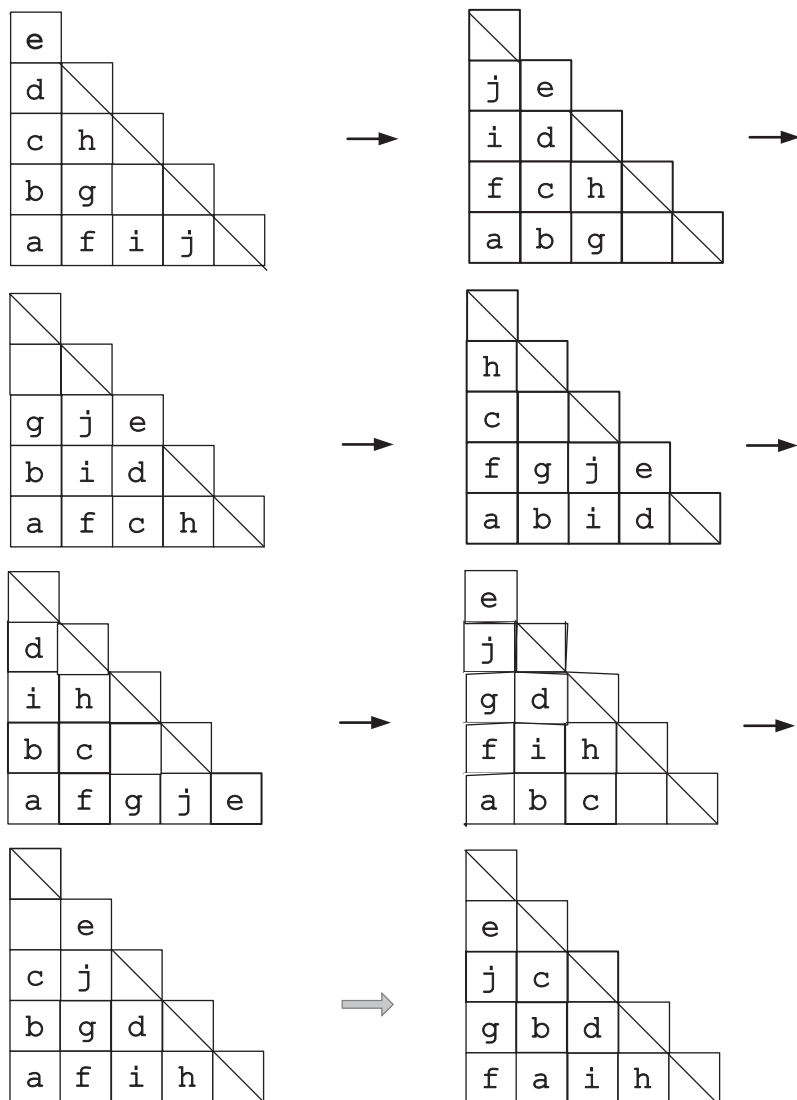 e
d
c h
b g
a f i j
j e
i d
f c h
a b g
g j e
b i d
a f c h
h
c
f g j e
a b i d
d
i h
b c
a f g j e
e
j
g d
f i h
a b c
e
c j
b g d
a f i h
e
j c
g b d
f a i h